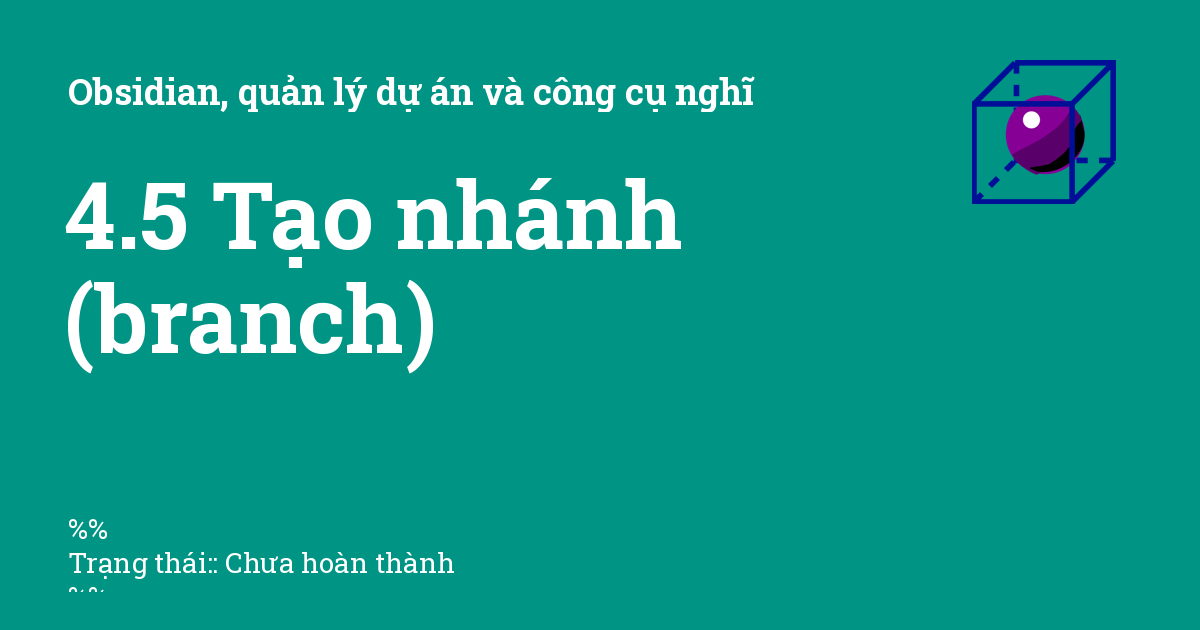 Obsidian, quản lý dự án và công cụ nghĩ
4.5 Tạo nhánh
(branch)
%%
Trạng thái:: Chưa hoàn thành